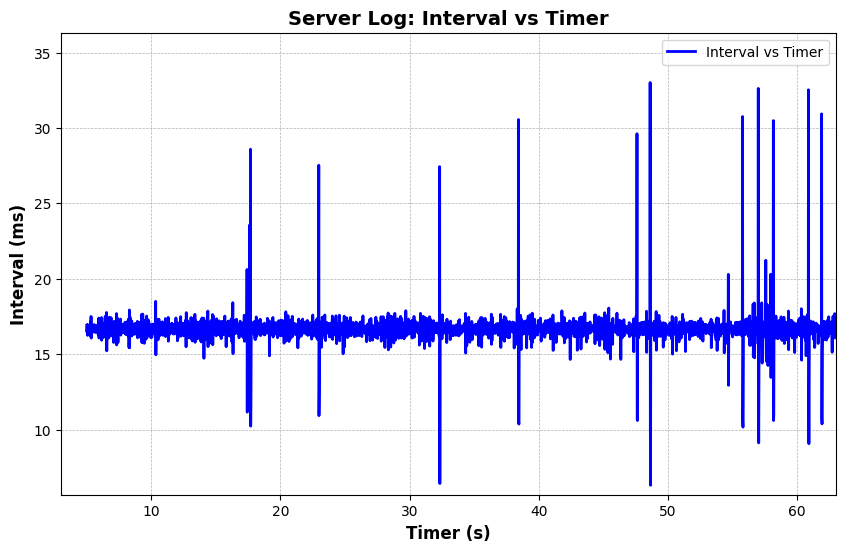 Server Log: Interval vs Timer
Interval vs Timer
35
30
25
20
15
10
Interval (ms)
10 20 30 40 50 60
Timer (s)